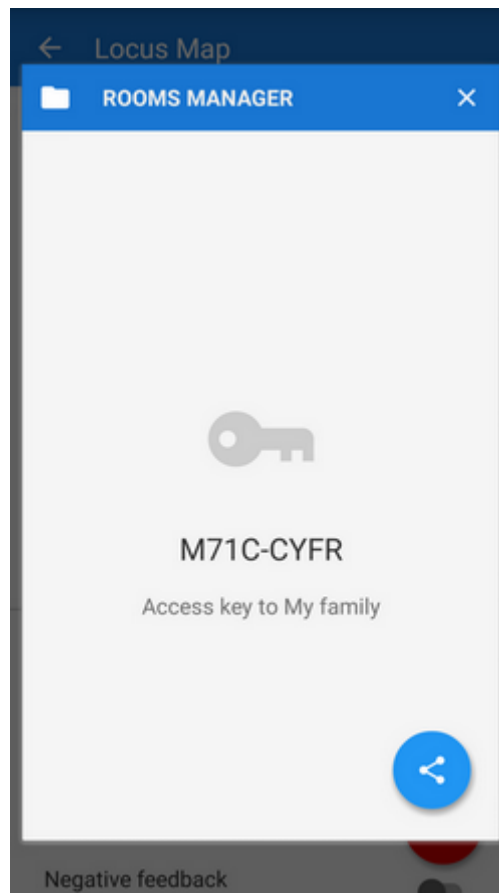 Locus Map
ROOMS MANAGER
M71C-CYFR
Access key to My family
Negative feedback